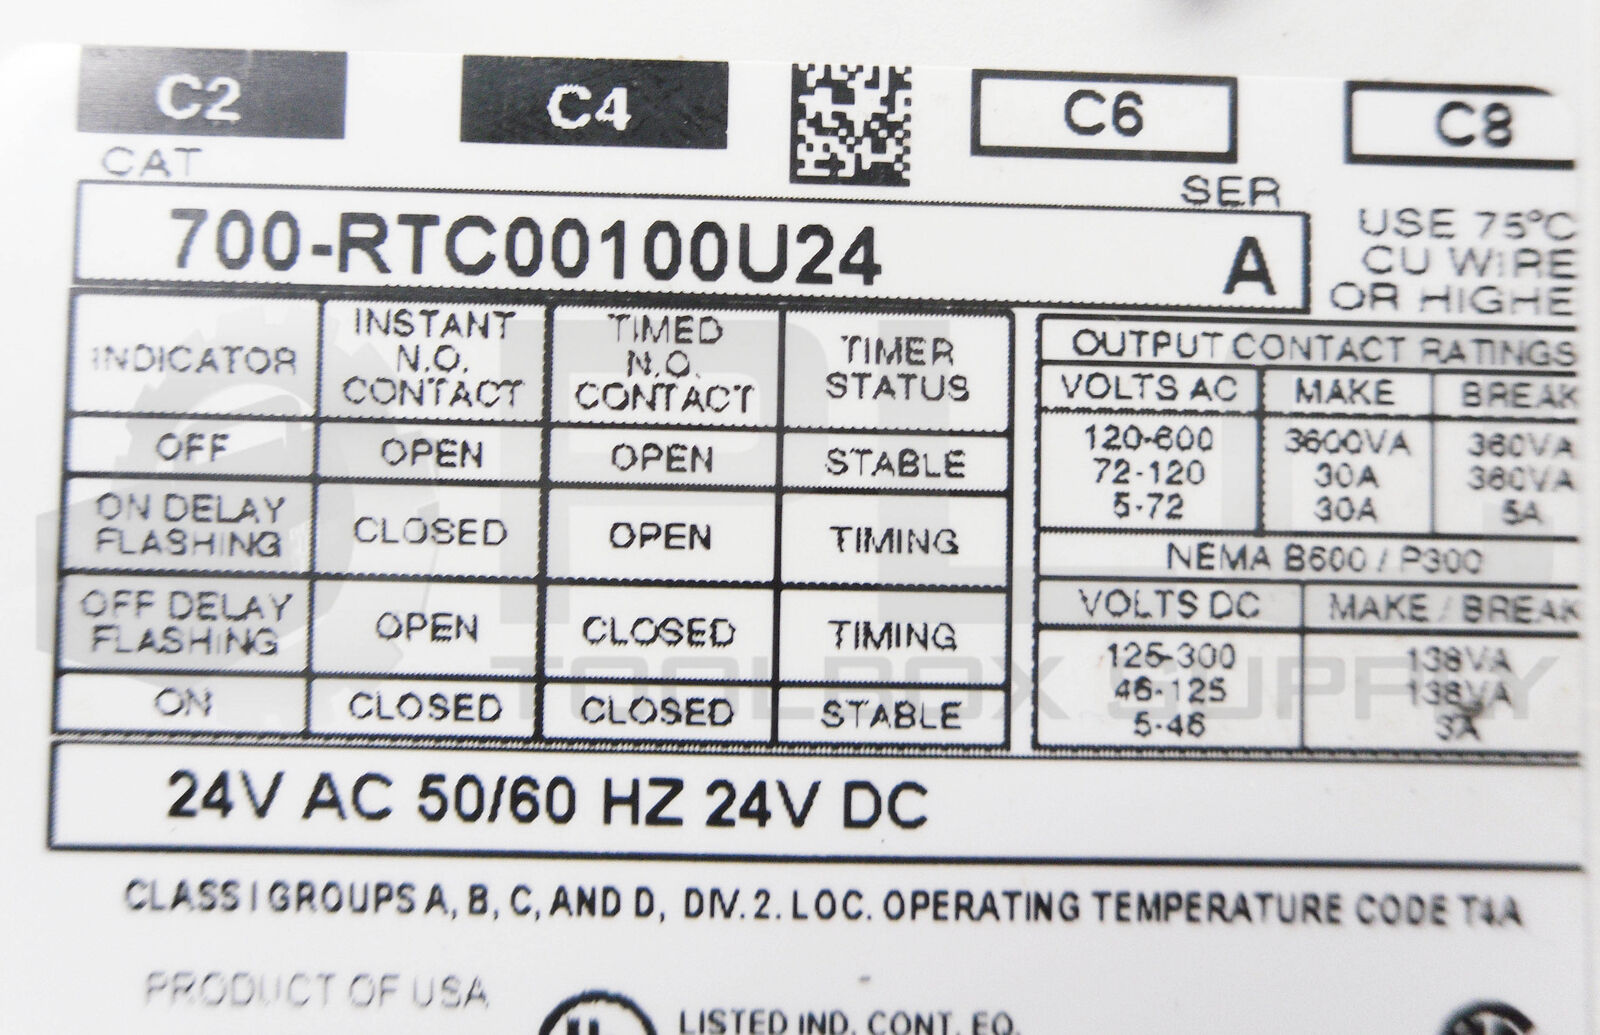 C2 C4 C6 C8
CAT SER
700-RTC00100U24 A
USE 75°C
CU WIRE
OR HIGHE
INDICATOR
INSTANT
N.O.
CONTACT
TIMED
N.O.
CONTACT
TIMER
STATUS
OFF OPEN OPEN STABLE
ON DELAY
FLASHING
CLOSED OPEN TIMING
OFF DELAY
FLASHING
OPEN CLOSED TIMING
ON CLOSED CLOSED STABLE
OUTPUT CONTACT RATINGS
VOLTS AC MAKE BREAK
120-600 3600VA 360VA
72-120 30A 360VA
5-72 30A 5A
NEMA B600 / P300
VOLTS DC MAKE / BREAK
125-300 138VA
46-125 138VA
5-46 3A
24V AC 50/60 HZ 24V DC
CLASS I GROUPS A, B, C, AND D, DIV. 2. LOC. OPERATING TEMPERATURE CODE T4A
PRODUCT OF USA
LISTED IND. CONT. EQ.
PLC
TOOLBOX SUPPLY